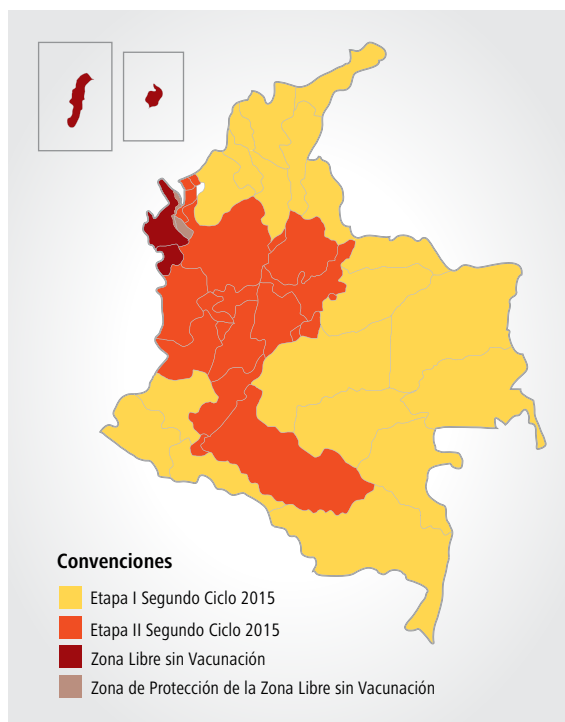 Convenciones
Etapa I Segundo Ciclo 2015
Etapa II Segundo Ciclo 2015
Zona Libre sin Vacunación
Zona de Protección de la Zona Libre sin Vacunación